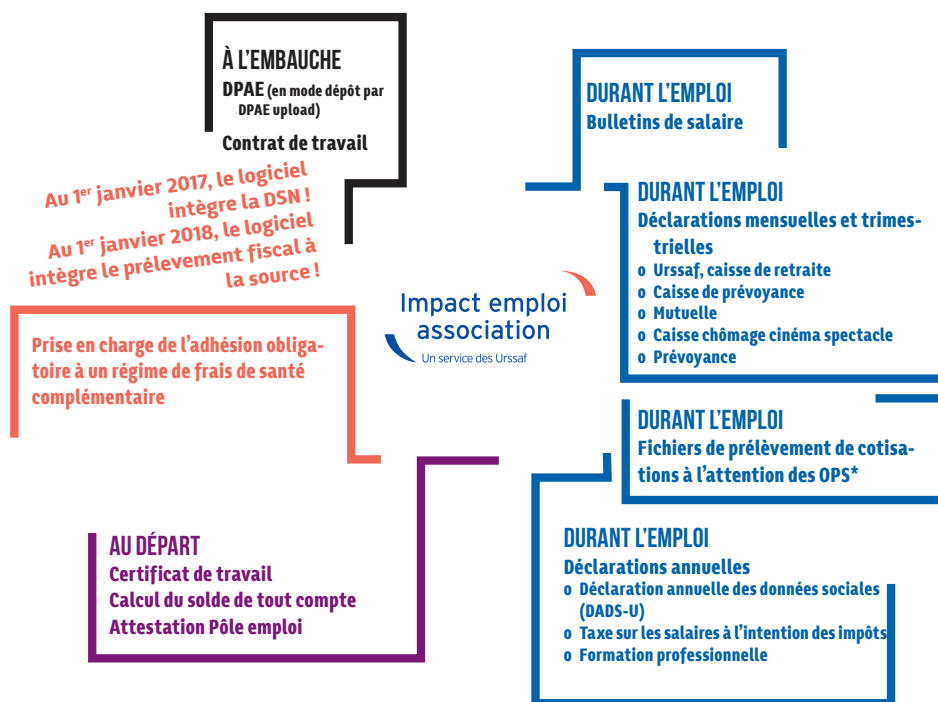 À L'EMBAUCHE
DPAE (en mode dépôt par
DPAE upload)
Contrat de travail
Au 1er janvier 2017, le logiciel
intègre la DSN !
Au 1er janvier 2018, le logiciel
intègre le prélevement fiscal à
la source !
Prise en charge de l'adhésion obliga-
toire à un régime de frais de santé
complémentaire
Impact emploi
association
Un service des Urssaf
AU DÉPART
Certificat de travail
Calcul du solde de tout compte
Attestation Pôle emploi
DURANT L'EMPLOI
Bulletins de salaire
DURANT L'EMPLOI
Déclarations mensuelles et trimes-
trielles
o Urssaf, caisse de retraite
o Caisse de prévoyance
o Mutuelle
o Caisse chômage cinéma spectacle
o Prévoyance
DURANT L'EMPLOI
Fichiers de prélèvement de cotisa-
tions à l'attention des OPS*
DURANT L'EMPLOI
Déclarations annuelles
o Déclaration annuelle des données sociales
(DADS-U)
o Taxe sur les salaires à l'intention des impôts
o Formation professionnelle